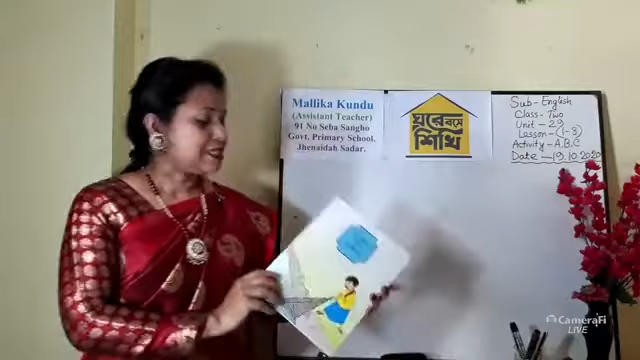 Mallika Kundu
(Assistant Teacher)
91 No Seba Sangho
Govt. Primary School.
Jhenaidah Sadar.
ঘরে বসে
শিখি
Sub- English
Class- Two
Unit - 29
Lesson - (1-3)
Activity - A.B.C
Date - 19.10.2020
CameraFi
LIVE